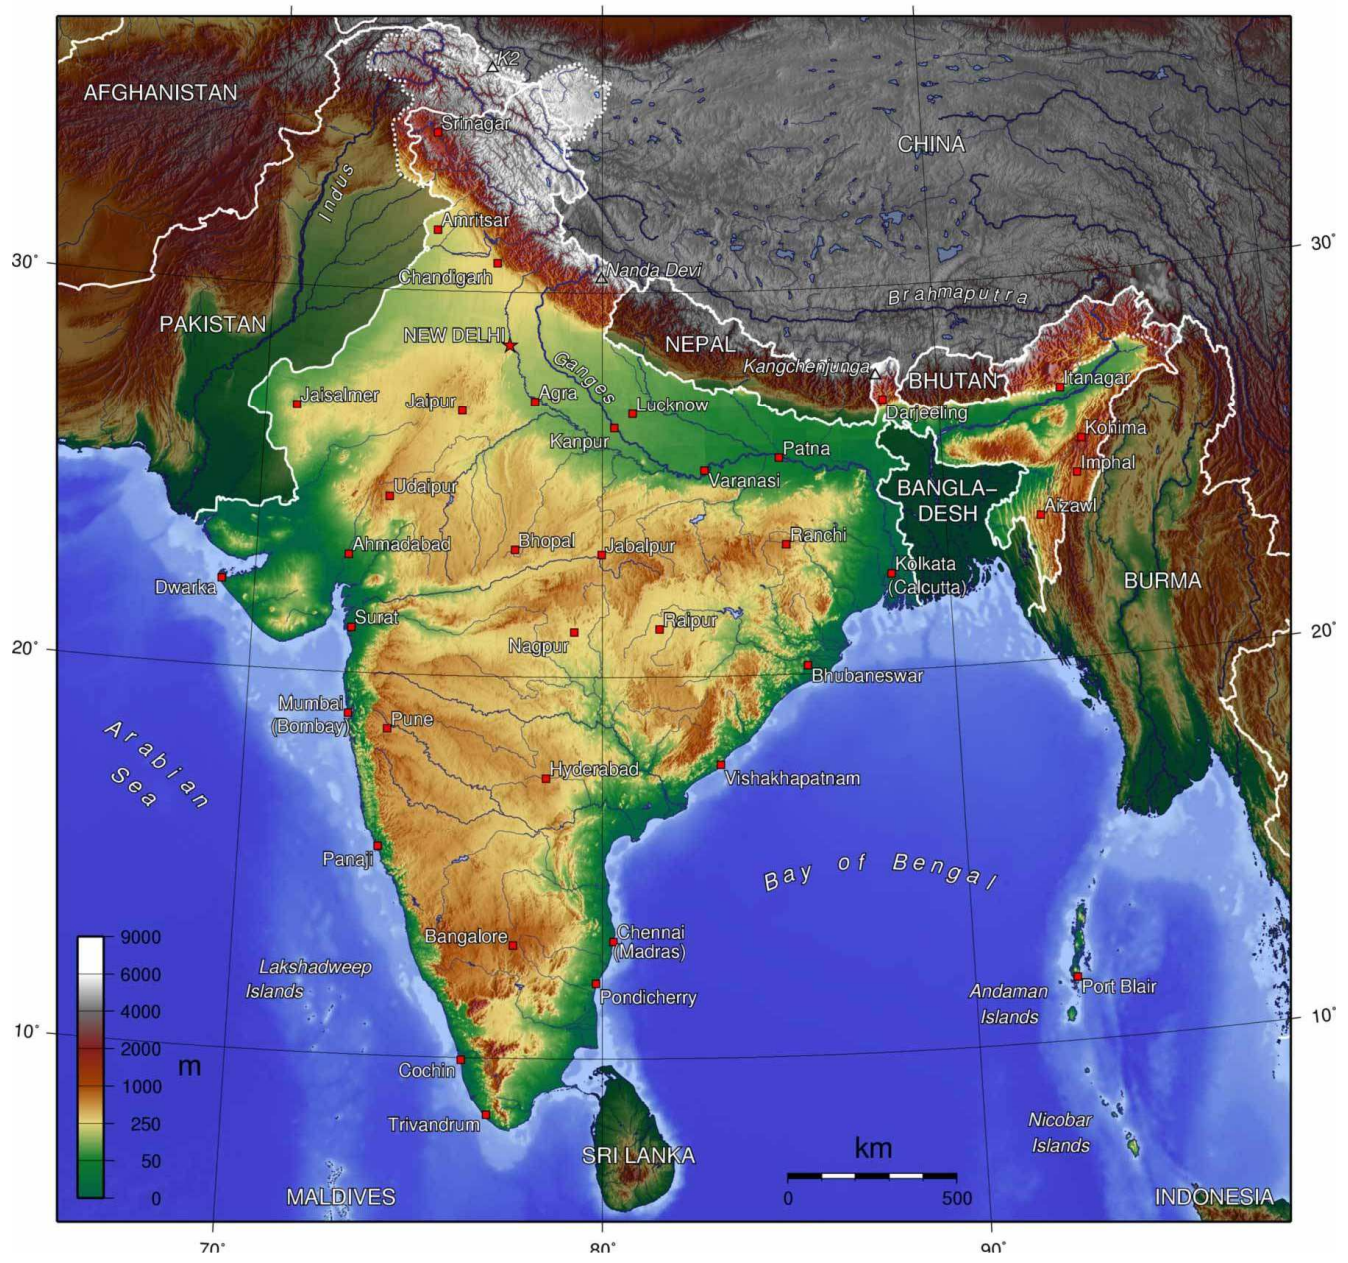 K2
AFGHANISTAN
Srinagar
CHINA
Indus
Amritsar
30°
30°
Chandigarh
Nanda Devi
Brahmaputra
PAKISTAN
NEW DELHI
NEPAL
Ganges
Kangchenjunga
BHUTAN
Itanagar
Jaisalmer
Jaipur
Agra
Lucknow
Darjeeling
Kanpur
Kohima
Patna
Imphal
Varanasi
Udaipur
BANGLA–
DESH
Aizawl
Ahmadabad
Bhopal
Jabalpur
Ranchi
Dwarka
Kolkata
(Calcutta)
BURMA
Surat
Raipur
20°
20°
Nagpur
Bhubaneswar
Mumbai
(Bombay)
Pune
Arabian
Sea
Hyderabad
Vishakhapatnam
Panaji
Bay of Bengal
9000
6000
4000
2000
1000
250
50
0
m
Bangalore
Chennai
(Madras)
Lakshadweep
Islands
Pondicherry
Andaman
Islands
Port Blair
10°
10°
Cochin
Trivandrum
Nicobar
Islands
SRI LANKA
km
0
500
MALDIVES
INDONESIA
70°
80°
90°